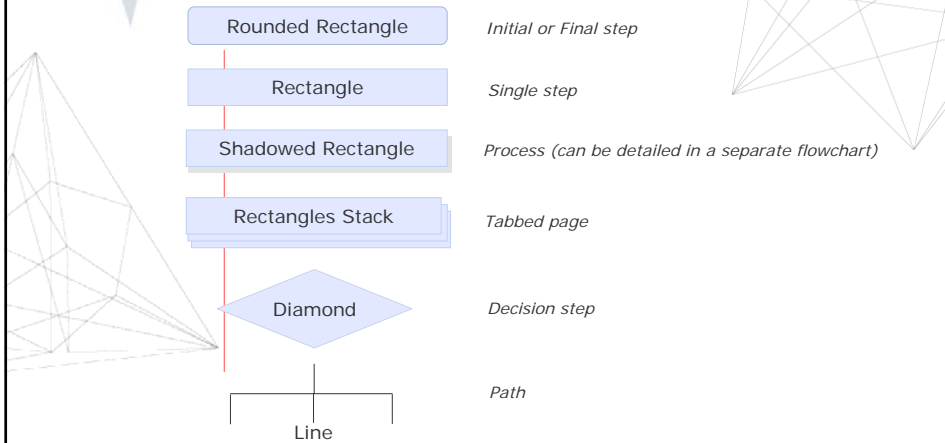 Rounded Rectangle
Initial or Final step
Rectangle
Single step
Shadowed Rectangle
Process (can be detailed in a separate flowchart)
Rectangles Stack
Tabbed page
Diamond
Decision step
Path
Line